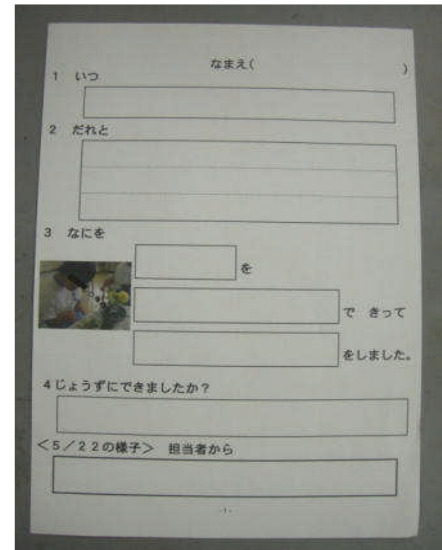 なまえ(　　　　　)
1　いつ
2　だれと
3　なにを
を
で　きって
をしました。
4じょうずにできましたか？
＜5／22の様子＞　担当者から
-1-